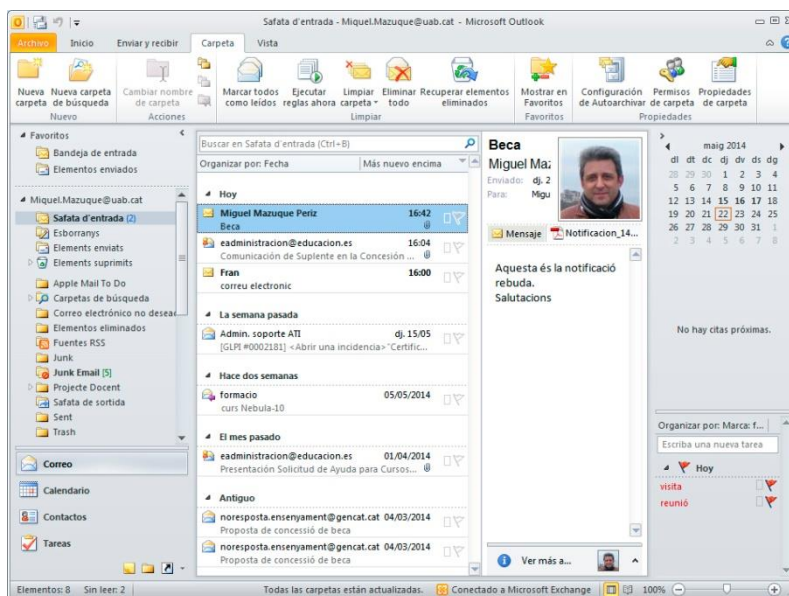 Safata d'entrada - Miquel.Mazuque@uab.cat - Microsoft Outlook
Archivo Inicio Enviar y recibir Carpeta Vista
Nueva carpeta
Nueva carpeta de búsqueda
Nuevo
Cambiar nombre de carpeta
Acciones
Marcar todos como leídos
Ejecutar reglas ahora
Limpiar carpeta
Eliminar todo
Recuperar elementos eliminados
Limpiar
Mostrar en Favoritos
Favoritos
Configuración de Autoarchivar
Permisos de carpeta
Propiedades de carpeta
Propiedades
Favoritos
Bandeja de entrada
Elementos enviados
Miquel.Mazuque@uab.cat
Safata d'entrada (2)
Esborranys
Elements enviats
Elements suprimits
Apple Mail To Do
Carpetas de búsqueda
Correo electrónico no desead
Elementos eliminados
Fuentes RSS
Junk
Junk Email [5]
Projecte Docent
Safata de sortida
Sent
Trash
Correo
Calendario
Contactos
Tareas
Buscar en Safata d'entrada (Ctrl+B)
Organizar por: Fecha Más nuevo encima
Hoy
Miguel Mazuque Periz 16:42
Beca
eadministracion@educacion.es 16:04
Comunicación de Suplente en la Concesión ...
Fran 16:00
correu electronic
La semana pasada
Admin. soporte ATI dj. 15/05
[GLPI #0002181] <Abrir una incidencia>"Certific...
Hace dos semanas
formacio 05/05/2014
curs Nebula-10
El mes pasado
eadministracion@educacion.es 01/04/2014
Presentación Solicitud de Ayuda para Cursos...
Antiguo
noresposta.ensenyament@gencat.cat 04/03/2014
Proposta de concessió de beca
noresposta.ensenyament@gencat.cat 04/03/2014
Proposta de concessió de beca
Beca
Miguel Maz
Enviado: dj. 2
Para: Migu
Mensaje Notificacion_14...
Aquesta és la notificació
rebuda.
Salutacions
Ver más a...
maig 2014
dl dt dc dj dv ds dg
28 29 30 1 2 3 4
5 6 7 8 9 10 11
12 13 14 15 16 17 18
19 20 21 22 23 24 25
26 27 28 29 30 31 1
2 3 4 5 6 7 8
No hay citas próximas.
Organizar por: Marca: f...
Escriba una nueva tarea
Hoy
visita
reunió
Elementos: 8 Sin leer: 2 Todas las carpetas están actualizadas. Conectado a Microsoft Exchange 100%